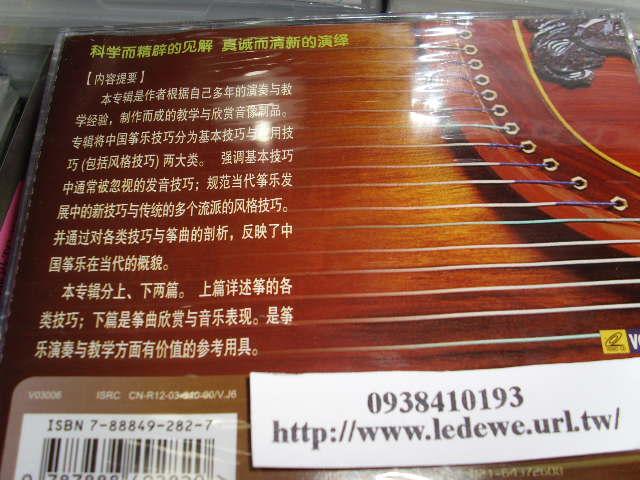 科学而精辟的见解 真诚而清新的演绎
【内容提要】
本专辑是作者根据自己多年的演奏与教
学经验，制作而成的教学与欣赏音像制品。
专辑将中国筝乐技巧分为基本技巧与应用技
巧(包括风格技巧)两大类。 强调基本技巧
中通常被忽视的发音技巧；规范当代筝乐发
展中的新技巧与传统的多个流派的风格技巧。
并通过对各类技巧与筝曲的剖析，反映了中
国筝乐在当代的概貌。
本专辑分上、下两篇。 上篇详述筝的各
类技巧；下篇是筝曲欣赏与音乐表现。是筝
乐演奏与教学方面有价值的参考用具。
V03006 ISRC CN-R12-03-340-00/V.J6
ISBN 7-88849-282-7
0938410193
http://www.ledewe.url.tw/